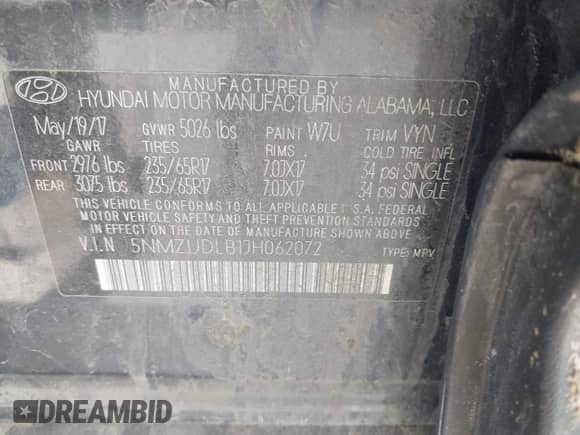 MANUFACTURED BY
HYUNDAI MOTOR MANUFACTURING ALABAMA, LLC
May/19/17 GVWR 5026 lbs PAINT W7U TRIM VYN
GAWR TIRES RIMS COLD TIRE INFL
FRONT 2976 lbs 235/65R17 7.0JX17 34 psi SINGLE
REAR 3075 lbs 235/65R17 7.0JX17 34 psi SINGLE
THIS VEHICLE CONFORMS TO ALL APPLICABLE U.S.A. FEDERAL
MOTOR VEHICLE SAFETY AND THEFT PREVENTION STANDARDS
IN EFFECT ON THE DATE OF MANUFACTURE SHOWN ABOVE.
V.I.N 5NMZUDLB1JH062072 TYPE: MPV
DREAMBID